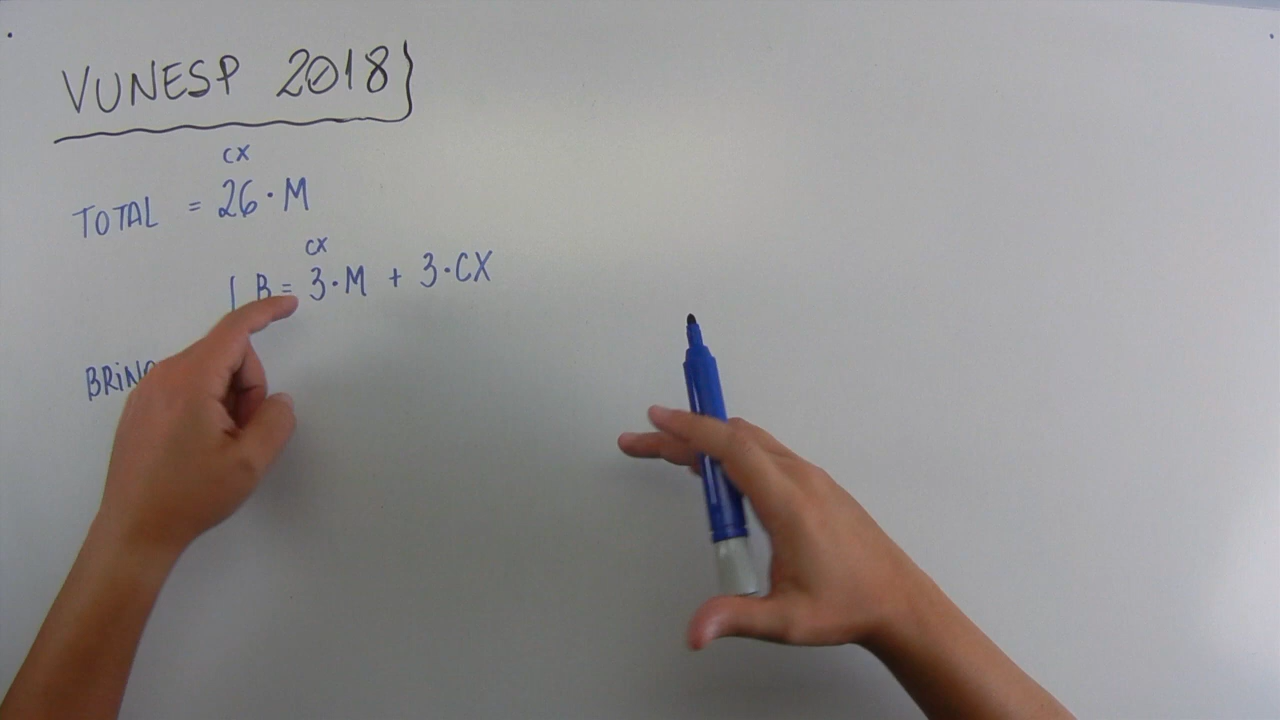 VUNESP 2018
CX
TOTAL = 26 · M
CX
B = 3 · M + 3 · CX